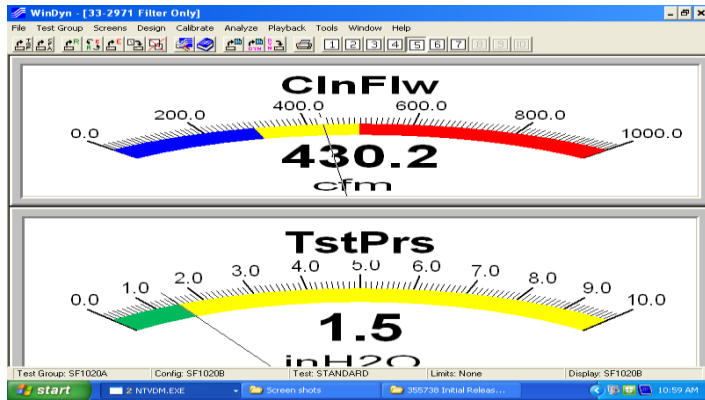 WinDyn - [33-2971 Filter Only]
File Test Group Screens Design Calibrate Analyze Playback Tools Window Help
1 2 3 4 5 6 7 8 9 10
ClnFlw
0.0 200.0 400.0 600.0 800.0 1000.0
430.2
cfm
TstPrs
0.0 1.0 2.0 3.0 4.0 5.0 6.0 7.0 8.0 9.0 10.0
1.5
inH2O
Test Group: SF1020A Config: SF1020B Test: STANDARD Limits: None Display: SF1020B
start 2 NTVDM.EXE Screen shots 355738 Initial Releas... 10:59 AM